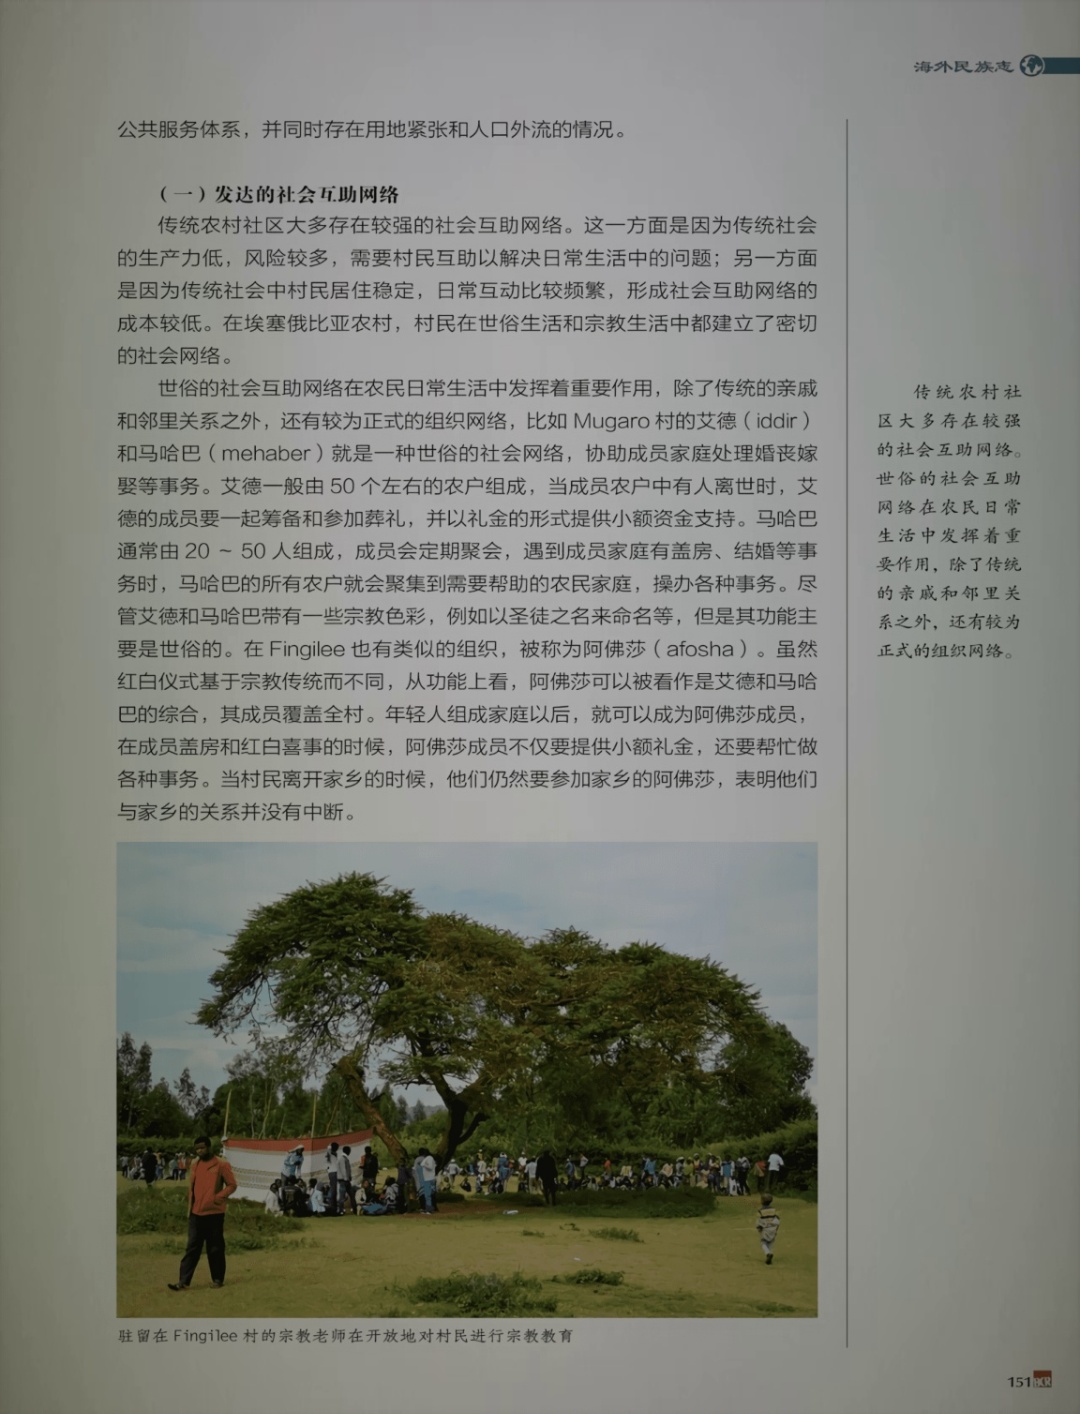 海外民族志
公共服务体系，并同时存在用地紧张和人口外流的情况。
（一）发达的社会互助网络
传统农村社区大多存在较强的社会互助网络。这一方面是因为传统社会
的生产力低，风险较多，需要村民互助以解决日常生活中的问题；另一方面
是因为传统社会中村民居住稳定，日常互动比较频繁，形成社会互助网络的
成本较低。在埃塞俄比亚农村，村民在世俗生活和宗教生活中都建立了密切
的社会网络。
世俗的社会互助网络在农民日常生活中发挥着重要作用，除了传统的亲戚
和邻里关系之外，还有较为正式的组织网络，比如 Mugaro 村的艾德（iddir）
和马哈巴（mehaber）就是一种世俗的社会网络，协助成员家庭处理婚丧嫁
娶等事务。艾德一般由 50 个左右的农户组成，当成员农户中有人离世时，艾
德的成员要一起筹备和参加葬礼，并以礼金的形式提供小额资金支持。马哈巴
通常由 20 ～ 50 人组成，成员会定期聚会，遇到成员家庭有盖房、结婚等事
务时，马哈巴的所有农户就会聚集到需要帮助的农民家庭，操办各种事务。尽
管艾德和马哈巴带有一些宗教色彩，例如以圣徒之名来命名等，但是其功能主
要是世俗的。在 Fingilee 也有类似的组织，被称为阿佛莎（afosha）。虽然
红白仪式基于宗教传统而不同，从功能上看，阿佛莎可以被看作是艾德和马哈
巴的综合，其成员覆盖全村。年轻人组成家庭以后，就可以成为阿佛莎成员，
在成员盖房和红白喜事的时候，阿佛莎成员不仅要提供小额礼金，还要帮忙做
各种事务。当村民离开家乡的时候，他们仍然要参加家乡的阿佛莎，表明他们
与家乡的关系并没有中断。
传统农村社
区大多存在较强
的社会互助网络。
世俗的社会互助
网络在农民日常
生活中发挥着重
要作用，除了传统
的亲戚和邻里关
系之外，还有较为
正式的组织网络。
驻留在 Fingilee 村的宗教老师在开放地对村民进行宗教教育
151